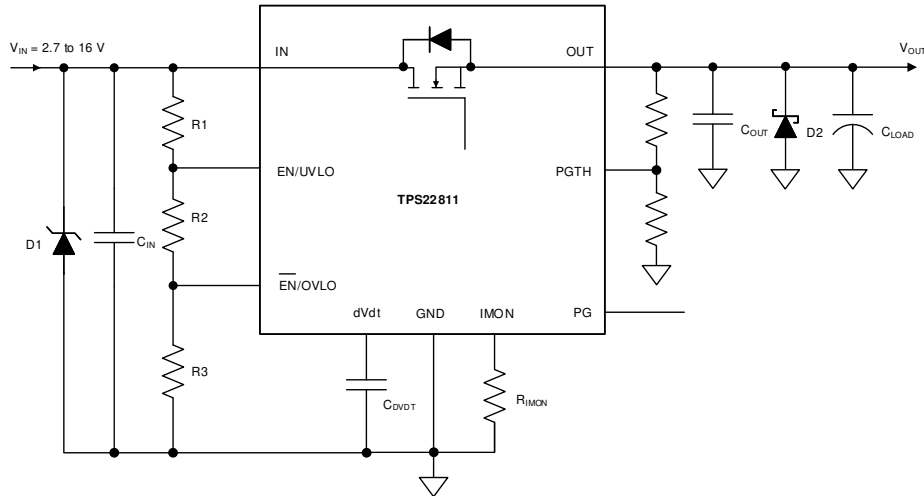 V_IN = 2.7 to 16 V
IN
OUT
V_OUT
R1
C_OUT
D2
C_LOAD
EN/UVLO
PGTH
TPS22811
R2
D1
C_IN
E̅N̅/OVLO
dVdt
GND
IMON
PG
R3
C_DVDT
R_IMON